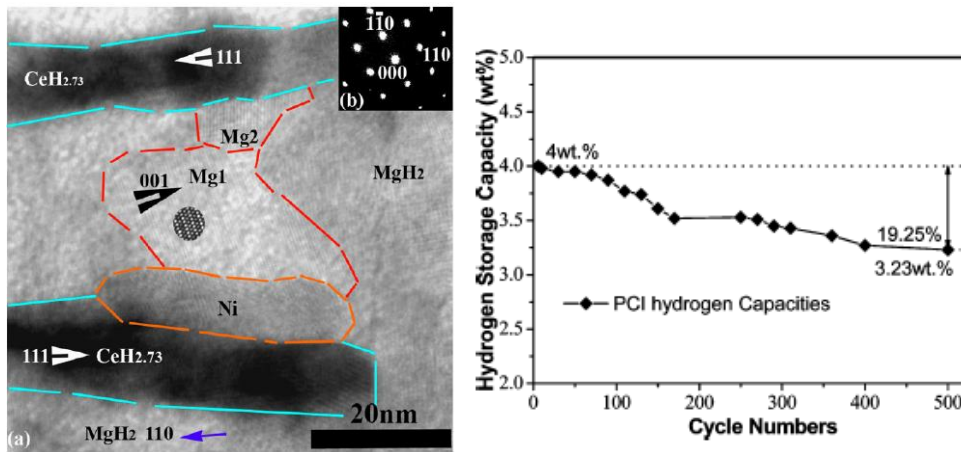 110
111
CeH2.73
110
000
(b)
Mg2
Mg1
MgH2
001
Ni
111 CeH2.73
20nm
(a) MgH2 110
Hydrogen Storage Capacity (wt%)
5.0
4.5
4.0
3.5
3.0
2.5
2.0
4wt.%
19.25%
3.23wt.%
PCI hydrogen Capacities
0 100 200 300 400 500
Cycle Numbers